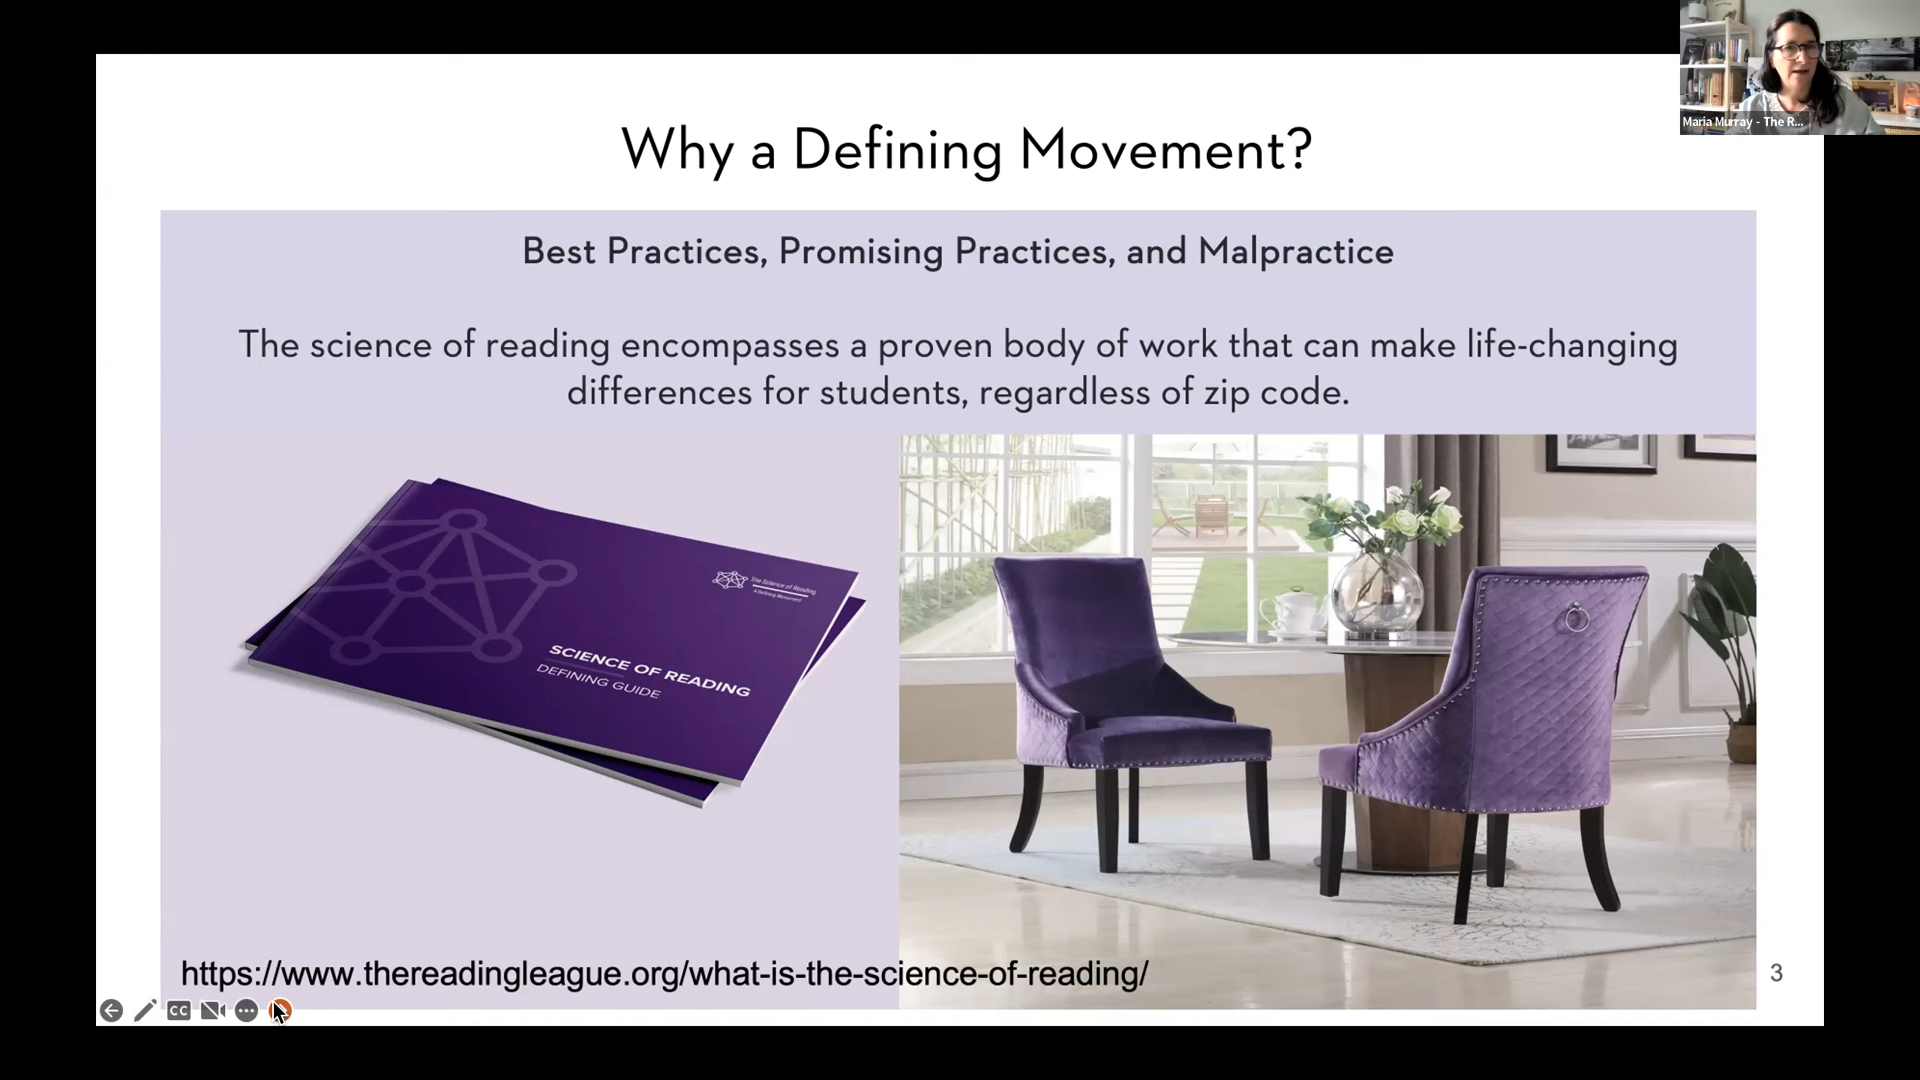 Why a Defining Movement?
Maria Murray - The R...
Best Practices, Promising Practices, and Malpractice
The science of reading encompasses a proven body of work that can make life-changing
differences for students, regardless of zip code.
The Science of Reading
A Defining Movement
SCIENCE OF READING
DEFINING GUIDE
https://www.thereadingleague.org/what-is-the-science-of-reading/
3
CC